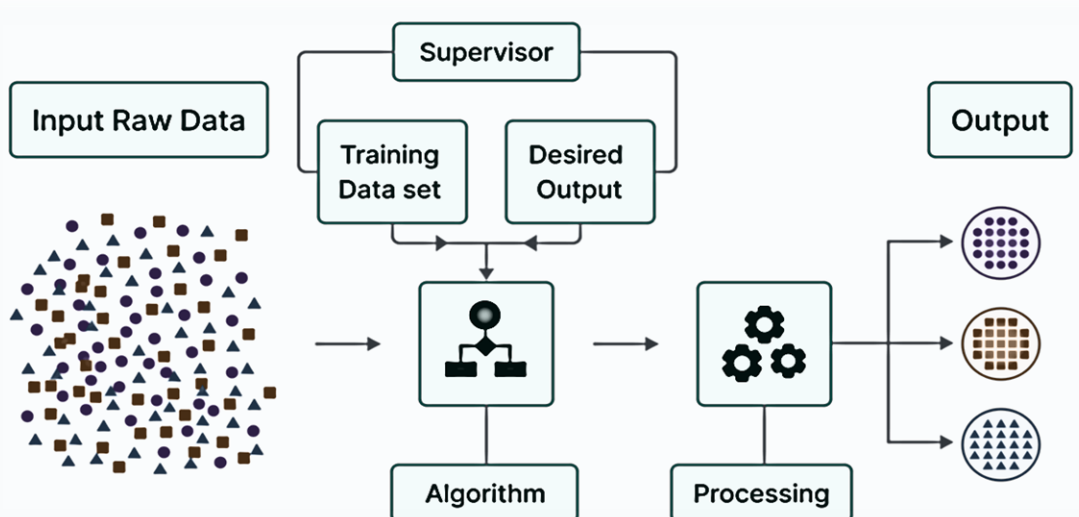 Supervisor
Input Raw Data
Training
Data set
Desired
Output
Output
Algorithm
Processing